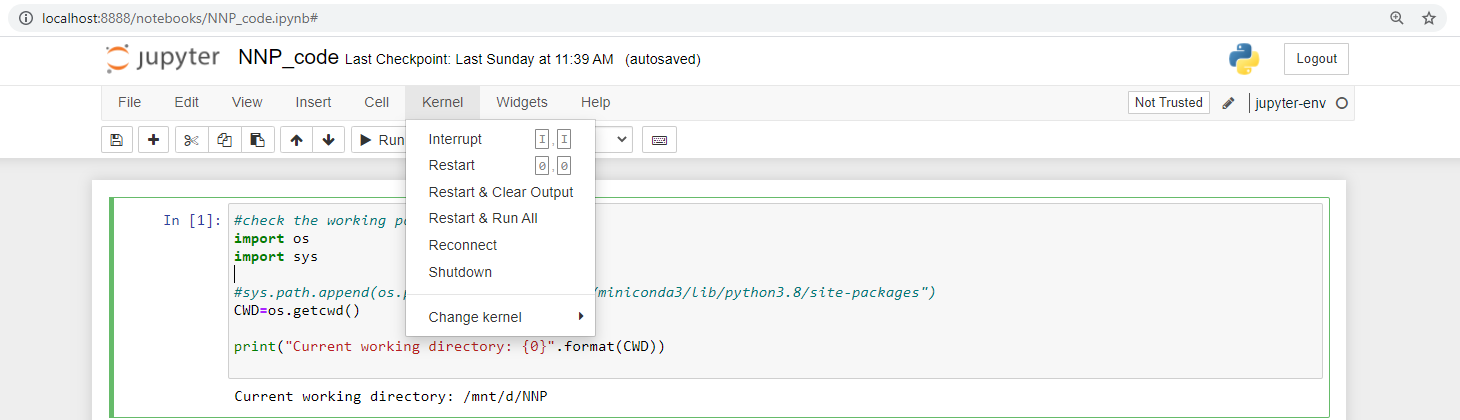 localhost:8888/notebooks/NNP_code.ipynb#
jupyter NNP_code Last Checkpoint: Last Sunday at 11:39 AM (autosaved) Logout
File Edit View Insert Cell Kernel Widgets Help Not Trusted jupyter-env
Run
Interrupt I , I
Restart 0 , 0
Restart & Clear Output
Restart & Run All
Reconnect
Shutdown
Change kernel
In [1]: #check the working p
import os
import sys
#sys.path.append(os.p /miniconda3/lib/python3.8/site-packages")
CWD=os.getcwd()
print("Current working directory: {0}".format(CWD))
Current working directory: /mnt/d/NNP